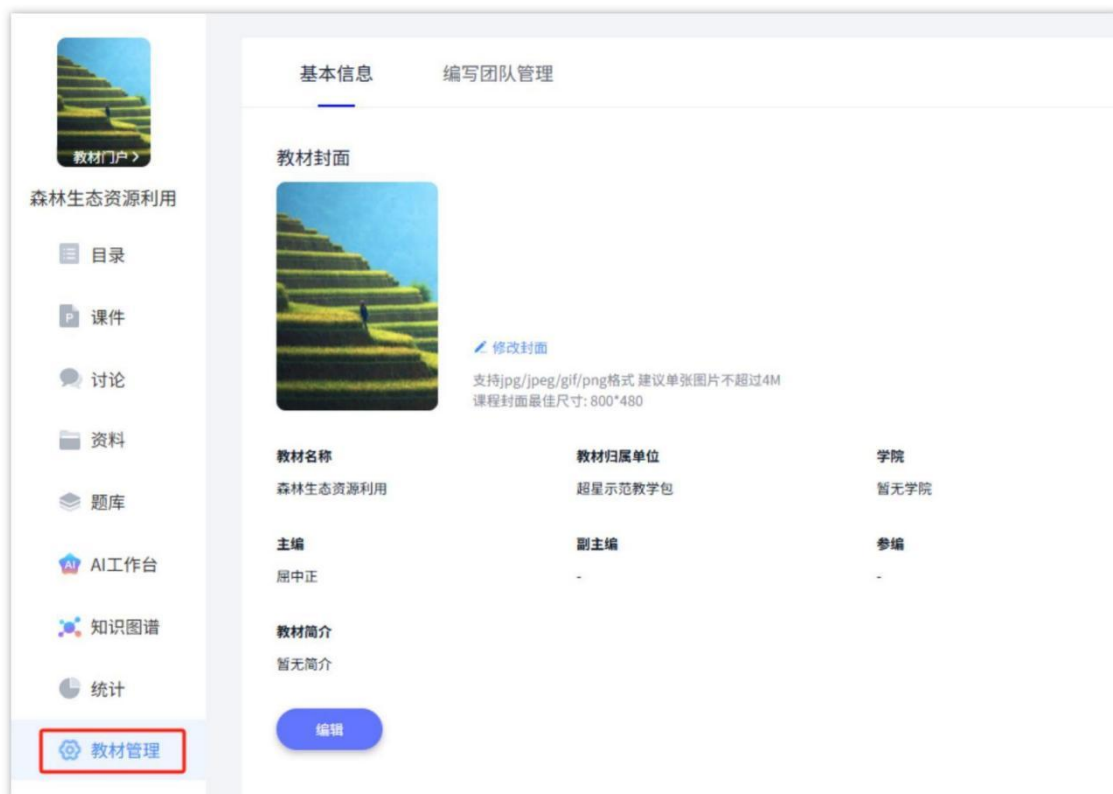 教材门户 >
森林生态资源利用
目录
课件
讨论
资料
题库
AI工作台
知识图谱
统计
教材管理
基本信息
编写团队管理
教材封面
修改封面
支持jpg/jpeg/gif/png格式 建议单张图片不超过4M
课程封面最佳尺寸: 800*480
教材名称 教材归属单位 学院
森林生态资源利用 超星示范教学包 暂无学院
主编 副主编 参编
屈中正 - -
教材简介
暂无简介
编辑